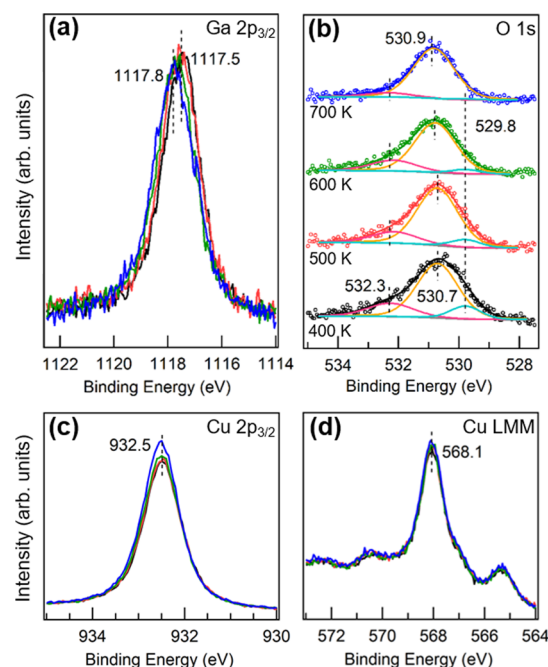 (a) Ga 2p3/2
1117.8 1117.5
Intensity (arb. units)
1122 1120 1118 1116 1114
Binding Energy (eV)
(b) O 1s
530.9
529.8
700 K
600 K
500 K
532.3
530.7
400 K
534 532 530 528
Binding Energy (eV)
(c) Cu 2p3/2
932.5
Intensity (arb. units)
934 932 930
Binding Energy (eV)
(d) Cu LMM
568.1
572 570 568 566 564
Binding Energy (eV)